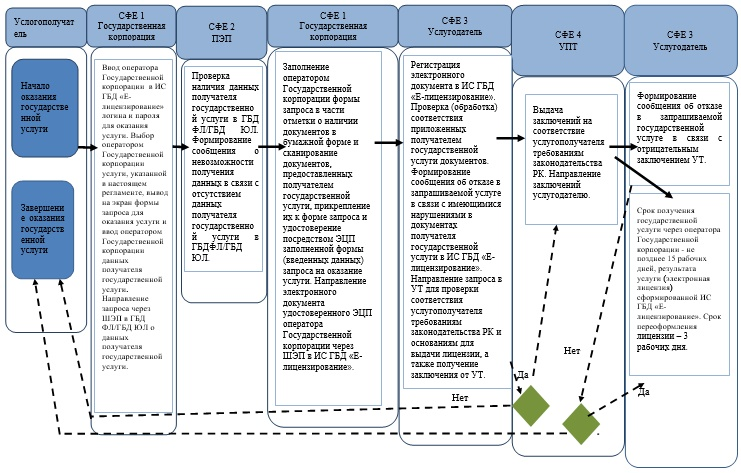 Услогополучат
ель
Начало
оказания
государстве
нной
услуги
Завершени
е оказания
государств
енной
услуги
СФЕ 1
Государственная
корпорация
Ввод оператора
Государственной
корпорации в ИС
ГБД «Е-
лицензирование»
логина и пароля
для оказания
услуги. Выбор
оператором
Государственной
корпорации
услуги, указанной
в настоящем
регламенте, вывод
на экран формы
запроса для
оказания услуги и
ввод оператором
Государственной
корпорации
данных
получателя
государственной
услуги.
Направление
запроса через
ШЭП в ГБД
ФЛ/ГБД ЮЛ о
данных
получателя
государственной
услуги.
СФЕ 2
ПЭП
Проверка
наличия данных
получателя
государственно
й услуги в ГБД
ФЛ/ГБД ЮЛ.
Формирование
сообщения о
невозможности
получения
данных в связи с
отсутствием
данных
получателя
государственно
й услуги в
ГБДФЛ/ГБД
ЮЛ.
СФЕ 1
Государственная
корпорация
Заполнение
оператором
Государственной
корпорации формы
запроса в части
отметки о наличии
документов в
бумажной форме и
сканирование
документов,
предоставленных
получателем
государственной
услуги, прикрепление
их к форме запроса и
удостоверение
посредством ЭЦП
заполненной формы
(введенных данных)
запроса на оказание
услуги. Направление
электронного
документа
удостоверенного ЭЦП
оператора
Государственной
корпорации через
ШЭП в ИС ГБД «Е-
лицензирование».
СФЕ 3
Услугодатель
Регистрация
электронного
документа в ИС ГБД
«Е-лицензирование».
Проверка (обработка)
соответствия
приложенных
получателем
государственной
услуги документов.
Формирование
сообщения об отказе в
запрашиваемой услуге
в связи с имеющимися
нарушениями в
документах
получателя
государственной
услуги в ИС ГБД «Е-
лицензирование».
Направление запроса в
УТ для проверки
соответствия
услугополучателя
требованиям
законодательства РК и
основаниям для
выдачи лицензии, а
также получение
заключения от УТ.
Нет
СФЕ 4
УПТ
Выдача
заключений на
соответствие
услугополучателя
требованиям
законодательства
РК. Направление
заключений
услугодателю.
Нет
Да
СФЕ 3
Услугодатель
Формирование
сообщения об отказе
в запрашиваемой
государственной
услуге в связи с
отрицательным
заключением УТ.
Срок получения
государственной
услуги через оператора
Государственной
корпорации - не
позднее 15 рабочих
дней, результата
услуги (электронная
лицензия)
сформированной ИС
ГБД «Е-
лицензирование». Срок
переоформления
лицензии – 3
рабочих дня.
Да